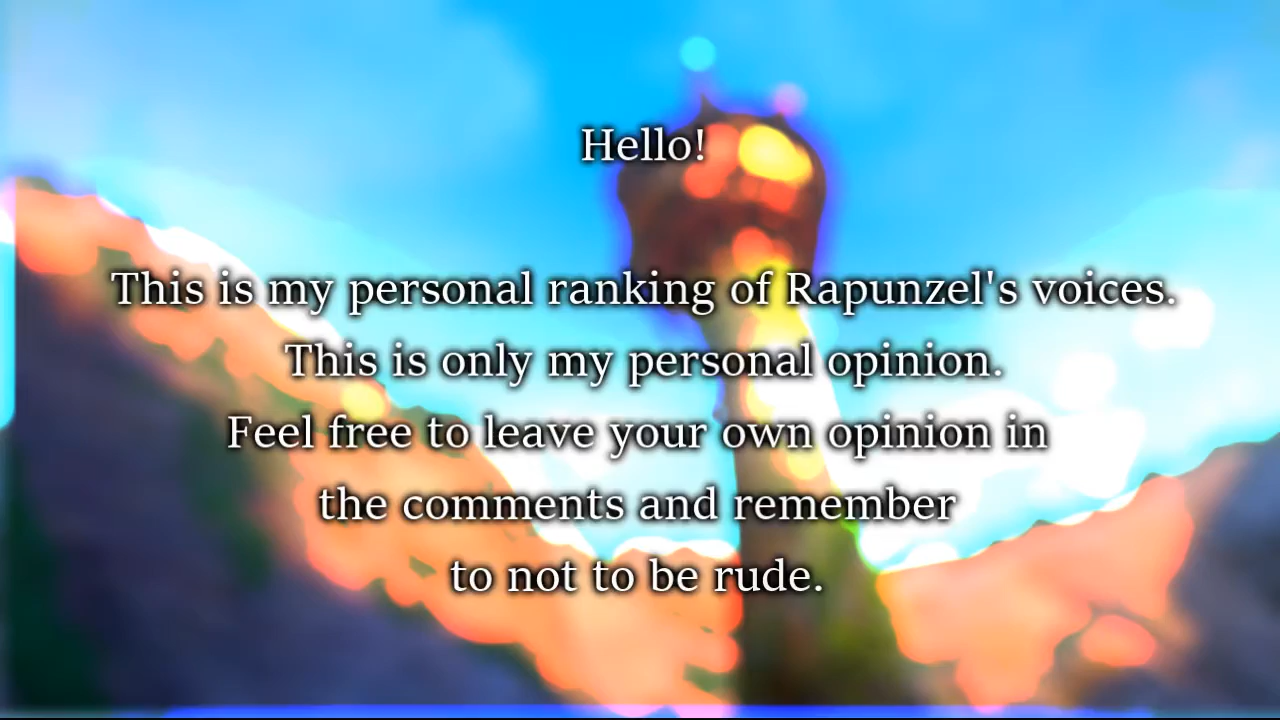 Hello!
This is my personal ranking of Rapunzel's voices.
This is only my personal opinion.
Feel free to leave your own opinion in
the comments and remember
to not to be rude.